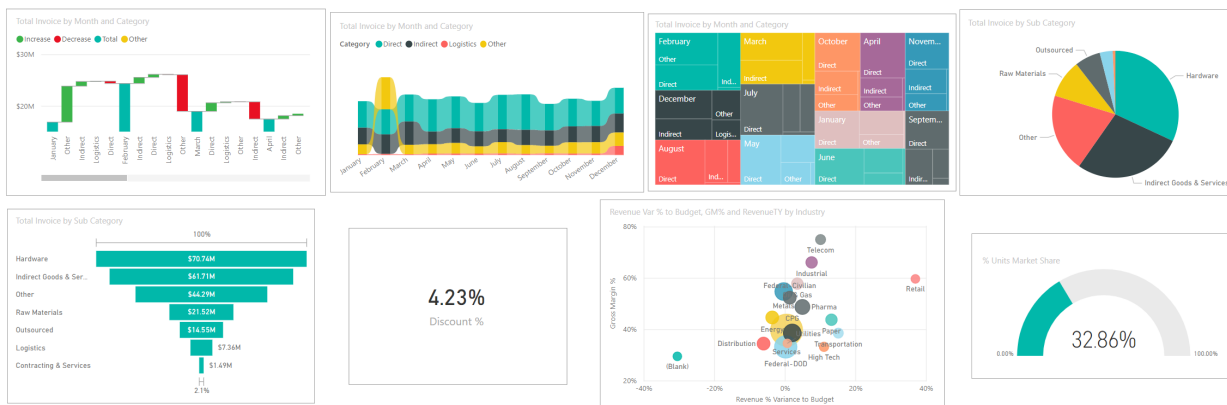 Total Invoice by Month and Category
Increase Decrease Total Other
$30M
$20M
January
Other
Indirect
Logistics
Direct
February
Indirect
Direct
Logistics
Other
March
Direct
Logistics
Other
Indirect
April
Indirect
Other
Total Invoice by Month and Category
Category Direct Indirect Logistics Other
January
February
March
April
May
June
July
August
September
October
November
December
Total Invoice by Month and Category
February
Other
Direct
Ind...
December
Other
Indirect
Logis...
August
Direct
Ind...
March
Indirect
July
Direct
May
Direct
Other
October
Direct
Indirect
Other
January
Direct
Other
June
Direct
April
Direct
Indirect
Other
Novem...
Direct
Indirect
Other
Septem...
Direct
Indir...
Total Invoice by Sub Category
Outsourced
Raw Materials
Other
Hardware
Indirect Goods & Services
Total Invoice by Sub Category
100%
Hardware $70.74M
Indirect Goods & Ser... $61.71M
Other $44.29M
Raw Materials $21.52M
Outsourced $14.55M
Logistics $7.36M
Contracting & Services $1.49M
2.1%
4.23%
Discount %
Revenue Var % to Budget, GM% and RevenueTY by Industry
Gross Margin %
80%
60%
40%
20%
Telecom
Industrial
Federal-Civilian
& Gas
Metals
Pharma
Retail
CPG
Energy
Utilities
Paper
Distribution
Services
Transportation
High Tech
Federal-DOD
(Blank)
-40% -20% 0% 20% 40%
Revenue % Variance to Budget
% Units Market Share
32.86%
0.00% 100.00%